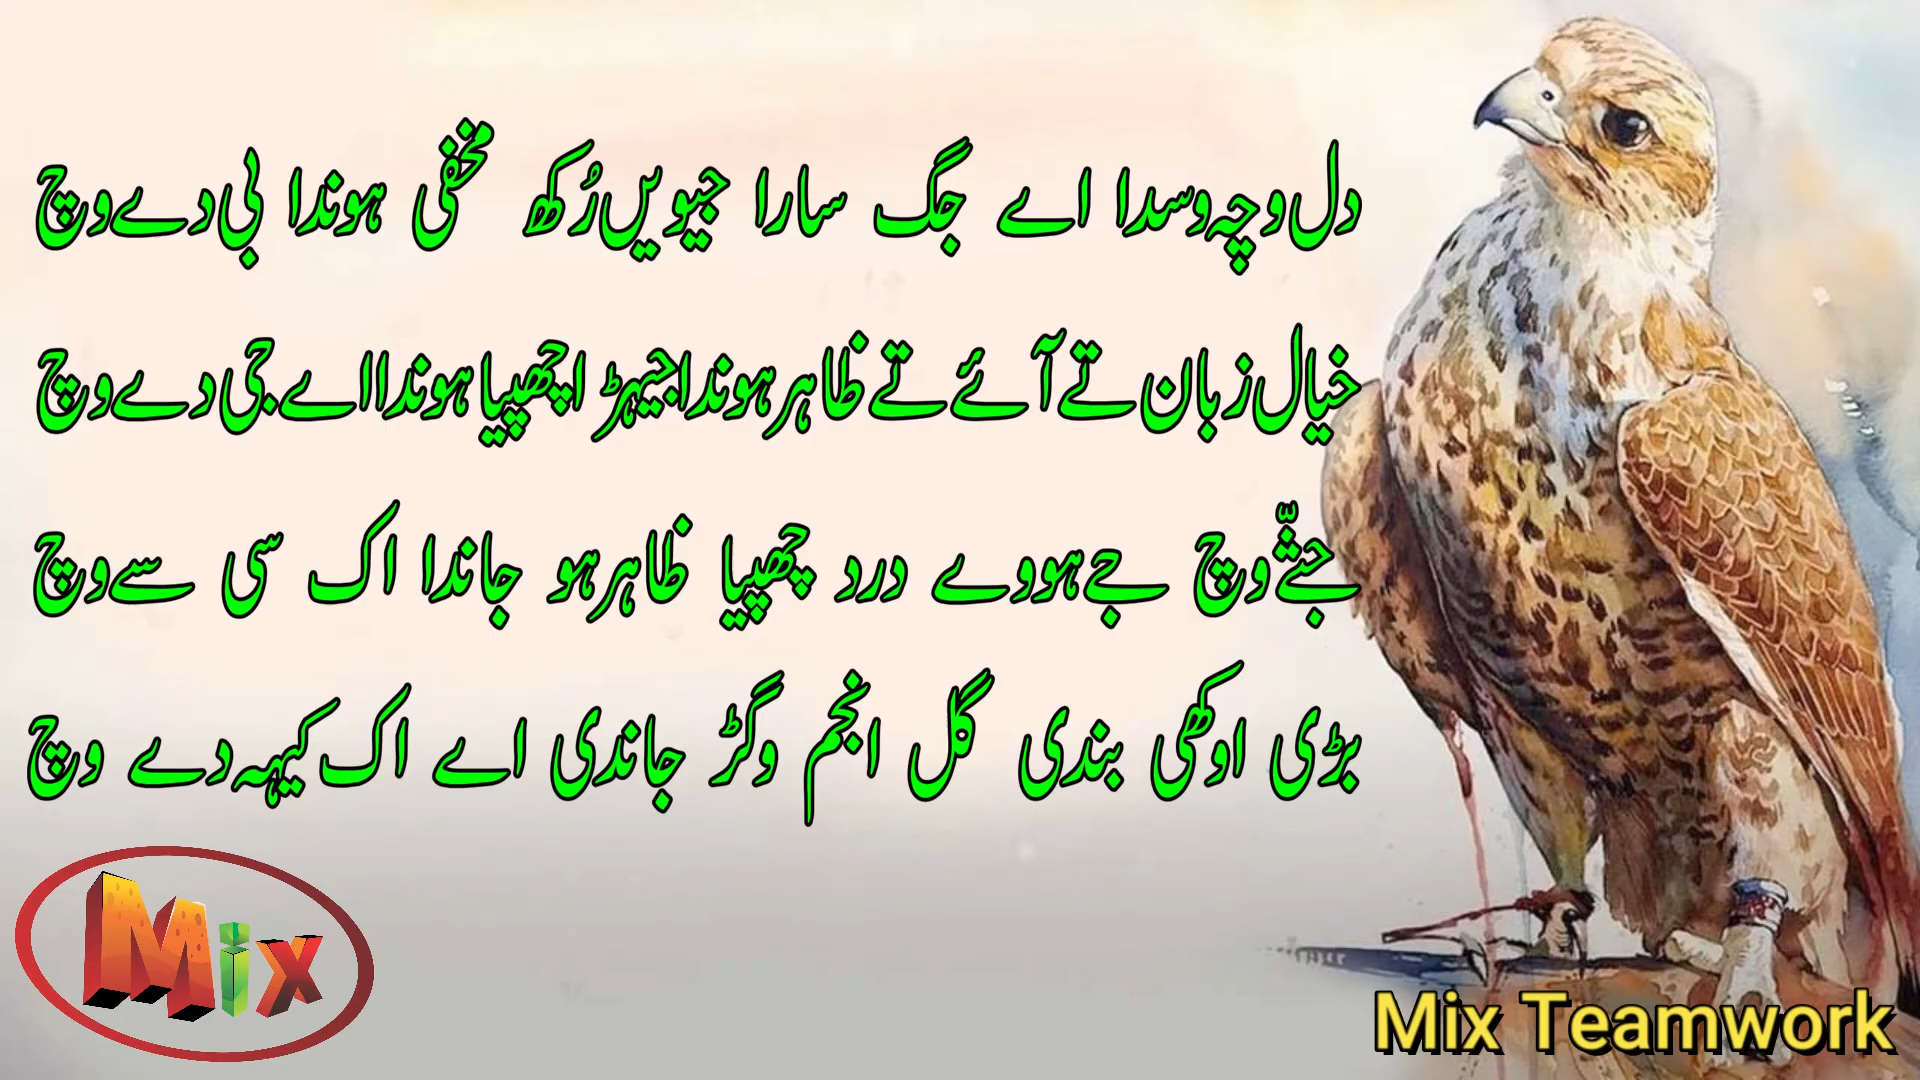 دل وچہ وسدا اے جگ سارا جیویں رُکھ مخفی ہوندا بی دے وچ
خیال زبان تے آئے تے ظاہر ہوندا جیہڑا چھپیا ہوندا اے جی دے وچ
جثّے وچ جے ہووے درد چھپیا ظاہر ہو جاندا اک سی سے وچ
بڑی اوکھی بندی گل انجم وگڑ جاندی اے اک کیہہ دے وچ
Mix
Mix Teamwork